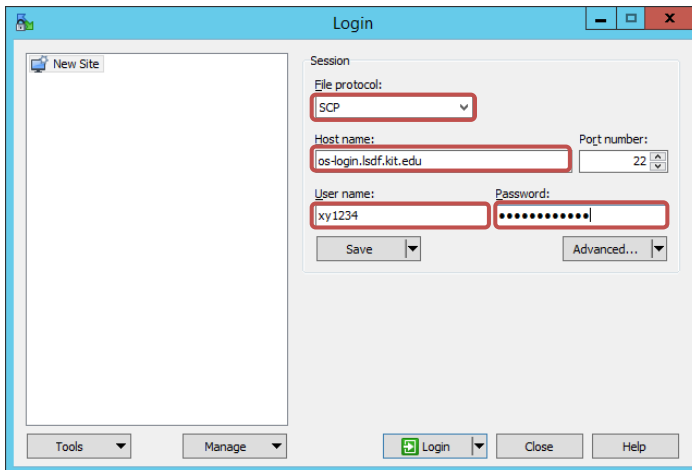 Login
New Site
Session
File protocol:
SCP
Host name:
Port number:
os-login.lsdf.kit.edu
22
User name:
Password:
xy1234
••••••••••••
Save
Advanced...
Tools
Manage
Login
Close
Help